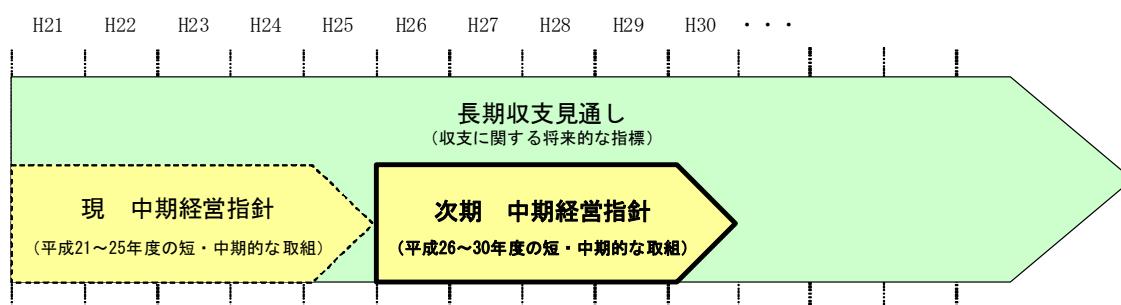 H21 H22 H23 H24 H25 H26 H27 H28 H29 H30 ・・・
長期収支見通し
（収支に関する将来的な指標）
現　中期経営指針
（平成21～25年度の短・中期的な取組）
次期　中期経営指針
（平成26～30年度の短・中期的な取組）